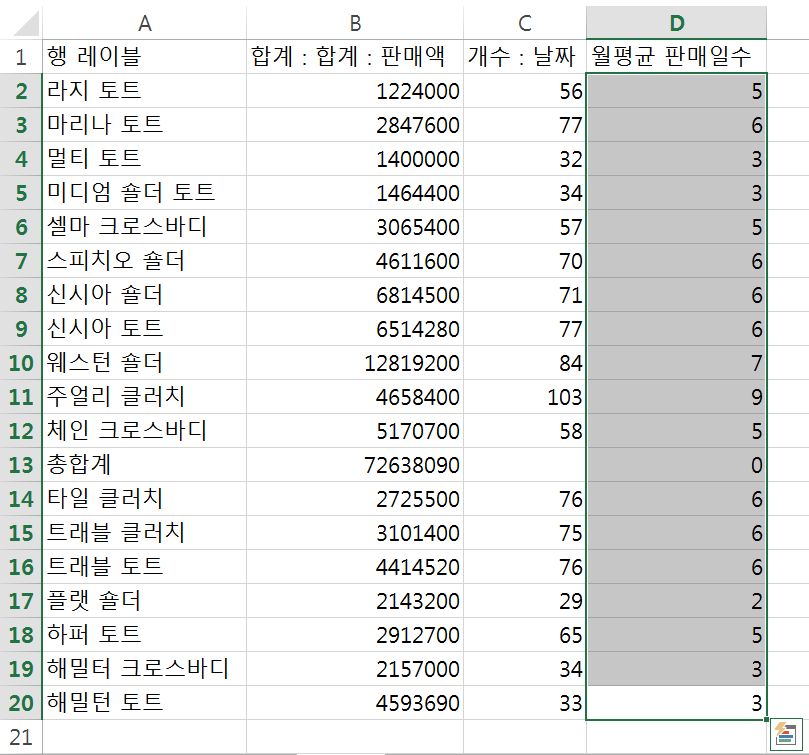 A B C D
1 행 레이블 합계 : 합계 : 판매액 개수 : 날짜 월평균 판매일수
2 라지 토트 1224000 56 5
3 마리나 토트 2847600 77 6
4 멀티 토트 1400000 32 3
5 미디엄 숄더 토트 1464400 34 3
6 셀마 크로스바디 3065400 57 5
7 스피치오 숄더 4611600 70 6
8 신시아 숄더 6814500 71 6
9 신시아 토트 6514280 77 6
10 웨스턴 숄더 12819200 84 7
11 주얼리 클러치 4658400 103 9
12 체인 크로스바디 5170700 58 5
13 총합계 72638090 0
14 타일 클러치 2725500 76 6
15 트래블 클러치 3101400 75 6
16 트래블 토트 4414520 76 6
17 플랫 숄더 2143200 29 2
18 하퍼 토트 2912700 65 5
19 해밀터 크로스바디 2157000 34 3
20 해밀턴 토트 4593690 33 3
21